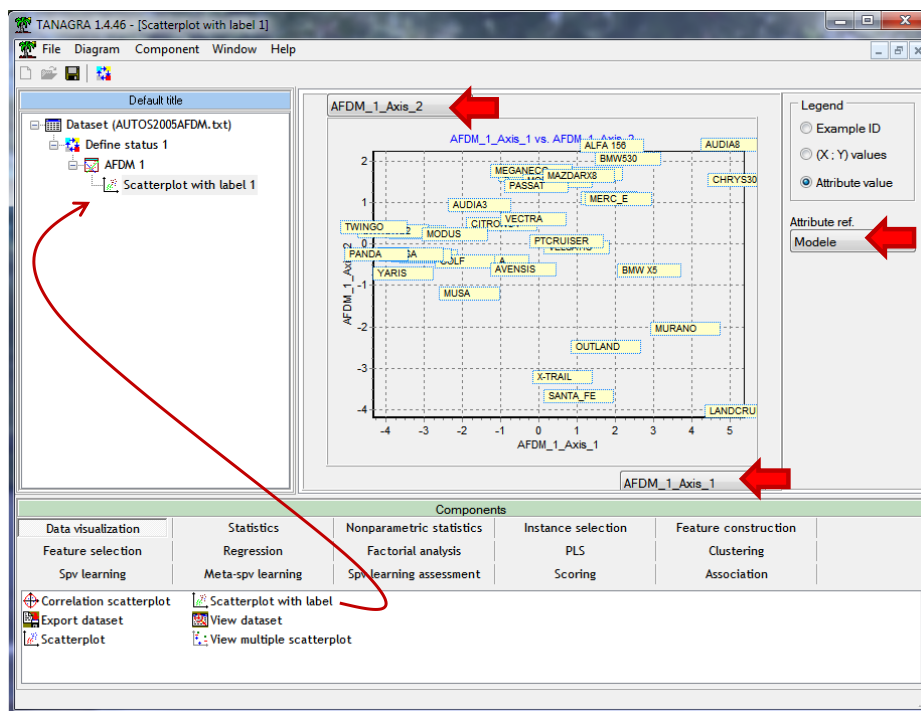 TANAGRA 1.4.46 - [Scatterplot with label 1]
File Diagram Component Window Help
Default title
Dataset (AUTOS2005AFDM.txt)
Define status 1
AFDM 1
Scatterplot with label 1
AFDM_1_Axis_2
AFDM_1_Axis_1 vs. AFDM_1_Axis_2
ALFA 156
AUDIA8
BMW530
MEGANECC
MAZDARX8
CHRYS30
PASSAT
MERC_E
AUDIA3
VECTRA
TWINGO
MODUS
PTCRUISER
PANDA
GOLF
AVENSIS
BMW X5
YARIS
MUSA
MURANO
OUTLAND
X-TRAIL
SANTA_FE
LANDCRU
2
1
0
-1
-2
-3
-4
-4 -3 -2 -1 0 1 2 3 4 5
AFDM_1_Axis_1
AFDM_1_Axis_1
Legend
Example ID
(X ; Y) values
Attribute value
Attribute ref.
Modele
Components
Data visualization Statistics Nonparametric statistics Instance selection Feature construction
Feature selection Regression Factorial analysis PLS Clustering
Spv learning Meta-spv learning Spv learning assessment Scoring Association
Correlation scatterplot Scatterplot with label
Export dataset View dataset
Scatterplot View multiple scatterplot